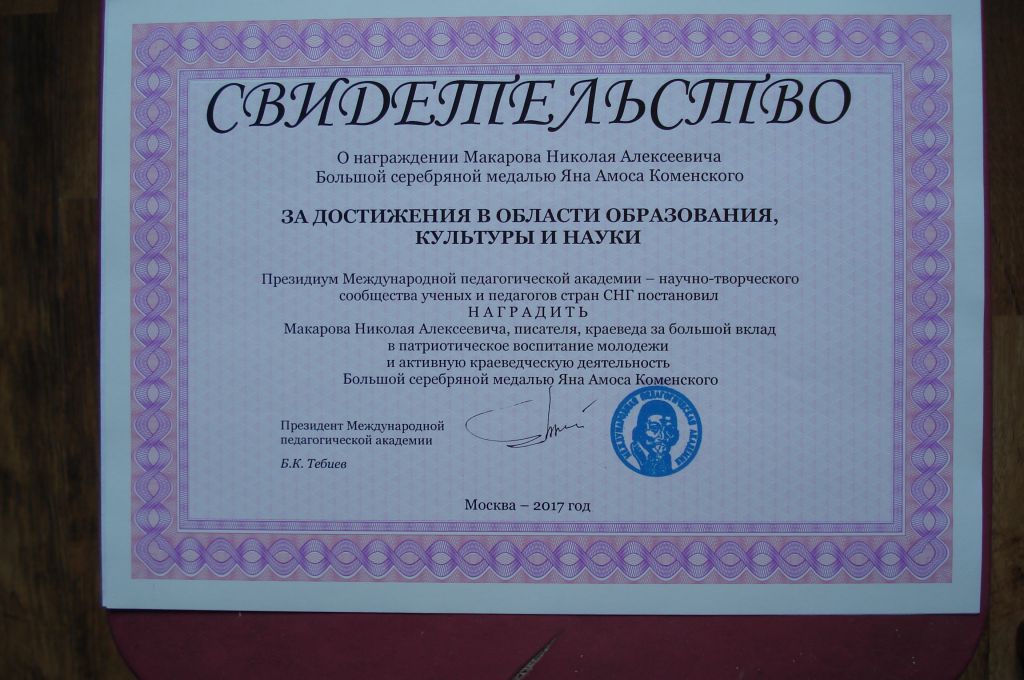 СВИДЕТЕЛЬСТВО
О награждении Макарова Николая Алексеевича
Большой серебряной медалью Яна Амоса Коменского
ЗА ДОСТИЖЕНИЯ В ОБЛАСТИ ОБРАЗОВАНИЯ,
КУЛЬТУРЫ И НАУКИ
Президиум Международной педагогической академии – научно-творческого
сообщества ученых и педагогов стран СНГ постановил
Н А Г Р А Д И Т Ь
Макарова Николая Алексеевича, писателя, краеведа за большой вклад
в патриотическое воспитание молодежи
и активную краеведческую деятельность
Большой серебряной медалью Яна Амоса Коменского
Президент Международной
педагогической академии
Б.К. Тебиев
МЕЖДУНАРОДНАЯ ПЕДАГОГИЧЕСКАЯ АКАДЕМИЯ
Москва – 2017 год